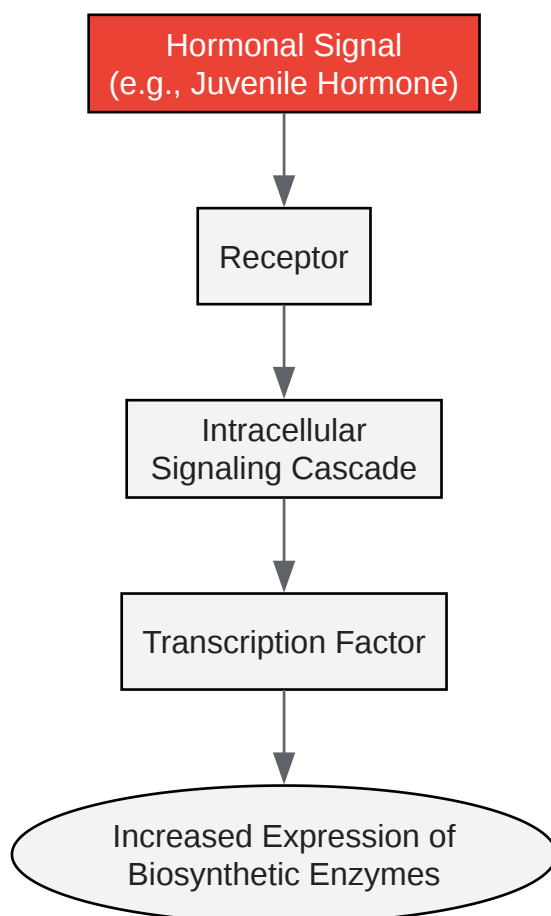 Hormonal Signal
(e.g., Juvenile Hormone)
Receptor
Intracellular
Signaling Cascade
Transcription Factor
Increased Expression of
Biosynthetic Enzymes